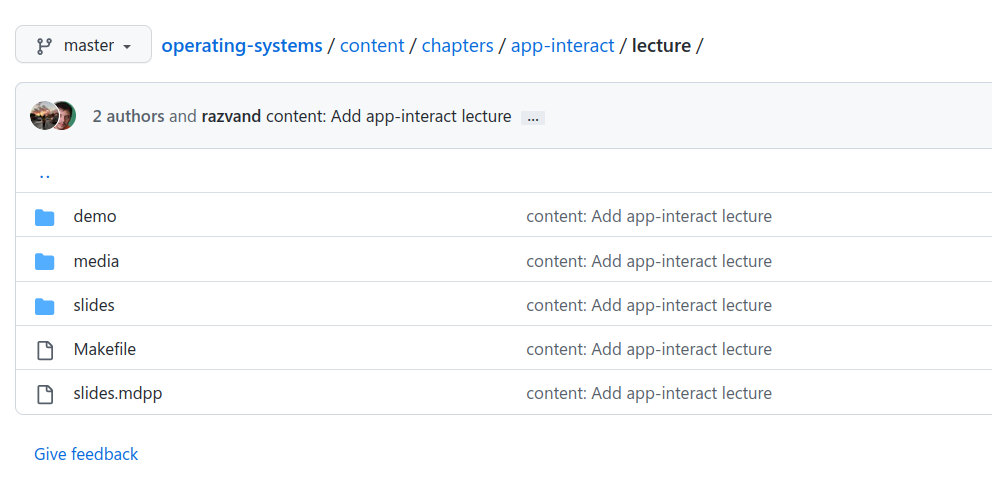 master operating-systems / content / chapters / app-interact / lecture /
2 authors and razvand content: Add app-interact lecture ...
..
demo content: Add app-interact lecture
media content: Add app-interact lecture
slides content: Add app-interact lecture
Makefile content: Add app-interact lecture
slides.mdpp content: Add app-interact lecture
Give feedback